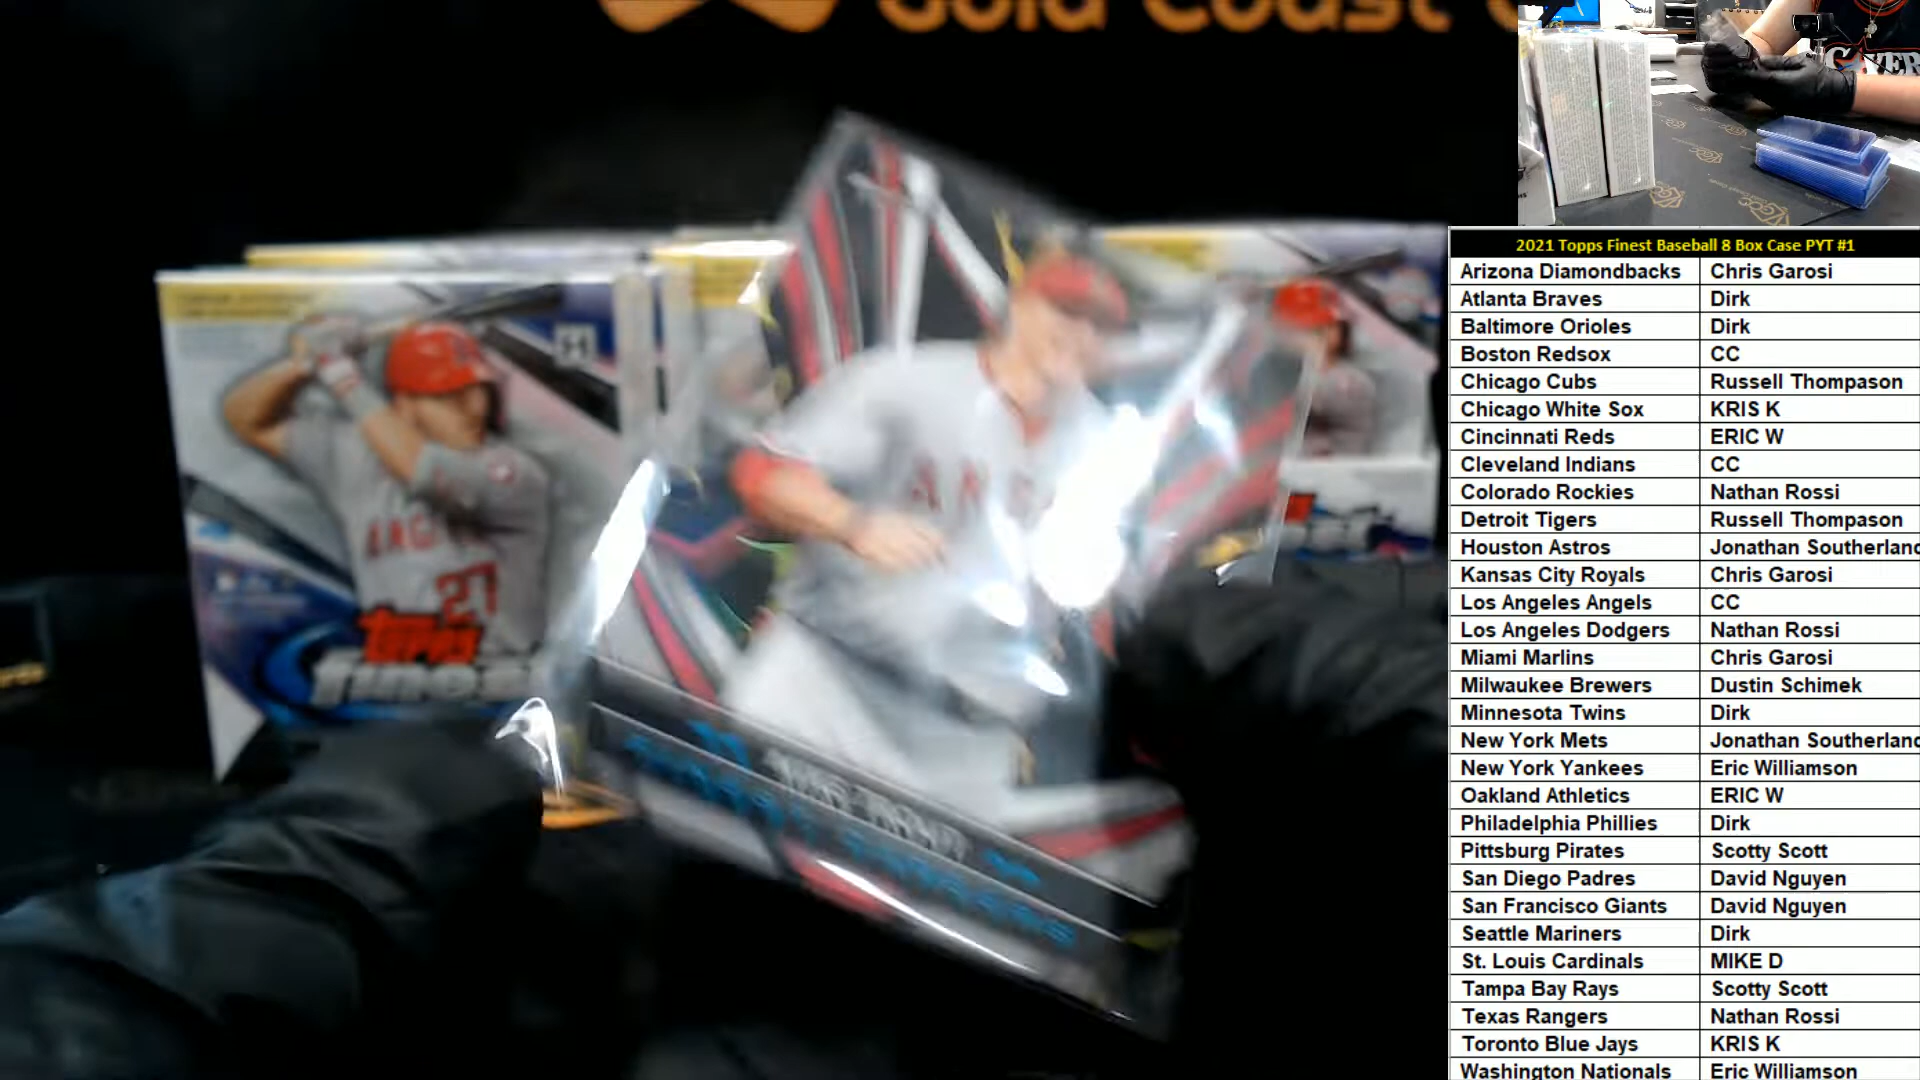 Gold Coast
2021 Topps Finest Baseball 8 Box Case PYT #1
Arizona Diamondbacks Chris Garosi
Atlanta Braves Dirk
Baltimore Orioles Dirk
Boston Redsox CC
Chicago Cubs Russell Thompason
Chicago White Sox KRIS K
Cincinnati Reds ERIC W
Cleveland Indians CC
Colorado Rockies Nathan Rossi
Detroit Tigers Russell Thompason
Houston Astros Jonathan Southerland
Kansas City Royals Chris Garosi
Los Angeles Angels CC
Los Angeles Dodgers Nathan Rossi
Miami Marlins Chris Garosi
Milwaukee Brewers Dustin Schimek
Minnesota Twins Dirk
New York Mets Jonathan Southerland
New York Yankees Eric Williamson
Oakland Athletics ERIC W
Philadelphia Phillies Dirk
Pittsburg Pirates Scotty Scott
San Diego Padres David Nguyen
San Francisco Giants David Nguyen
Seattle Mariners Dirk
St. Louis Cardinals MIKE D
Tampa Bay Rays Scotty Scott
Texas Rangers Nathan Rossi
Toronto Blue Jays KRIS K
Washington Nationals Eric Williamson
27
topps
finest